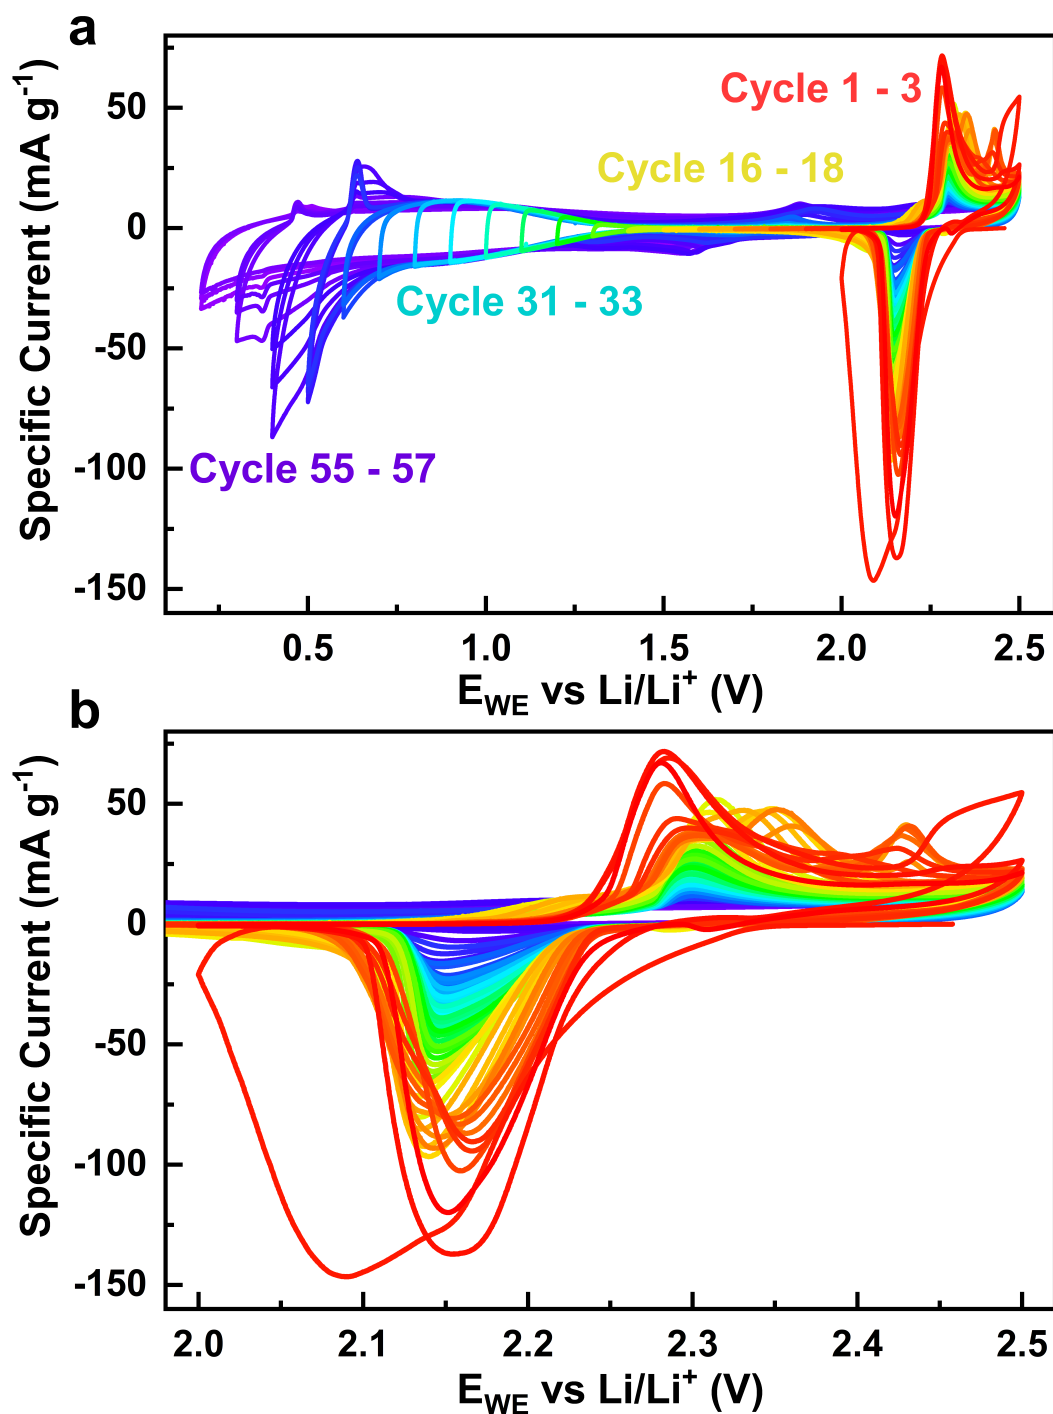 a
Specific Current (mA g⁻¹)
50
0
-50
-100
-150
Cycle 1 - 3
Cycle 16 - 18
Cycle 31 - 33
Cycle 55 - 57
0.5 1.0 1.5 2.0 2.5
E_WE vs Li/Li⁺ (V)
b
Specific Current (mA g⁻¹)
50
0
-50
-100
-150
2.0 2.1 2.2 2.3 2.4 2.5
E_WE vs Li/Li⁺ (V)